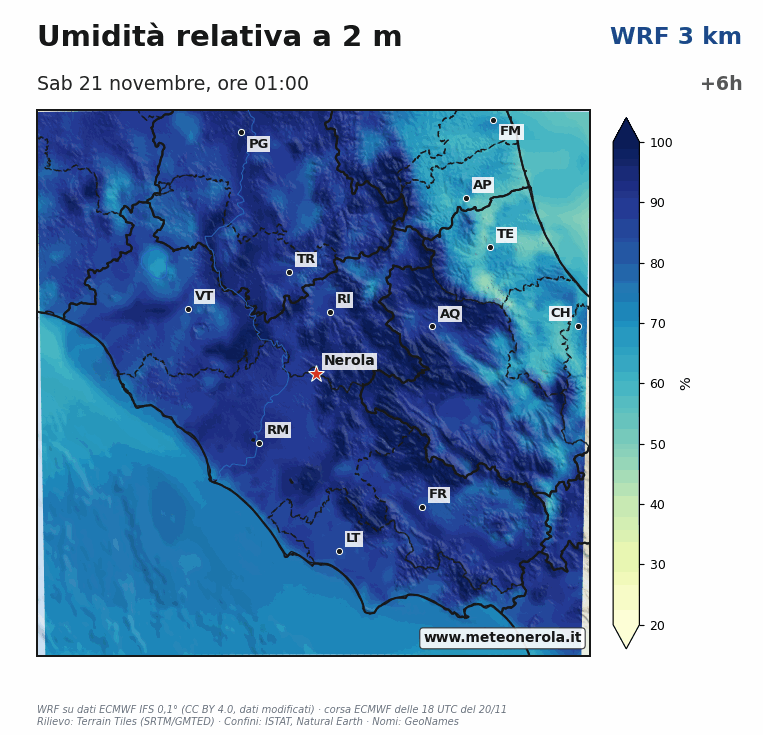 Umidità relativa a 2 m
WRF 3 km
Sab 21 novembre, ore 01:00
+6h
FM
PG
AP
TE
TR
VT
RI
CH
AQ
Nerola
RM
FR
LT
www.meteonerola.it
100
90
80
70
60
50
40
30
20
%
WRF su dati ECMWF IFS 0,1° (CC BY 4.0, dati modificati) · corsa ECMWF delle 18 UTC del 20/11
Rilievo: Terrain Tiles (SRTM/GMTED) · Confini: ISTAT, Natural Earth · Nomi: GeoNames